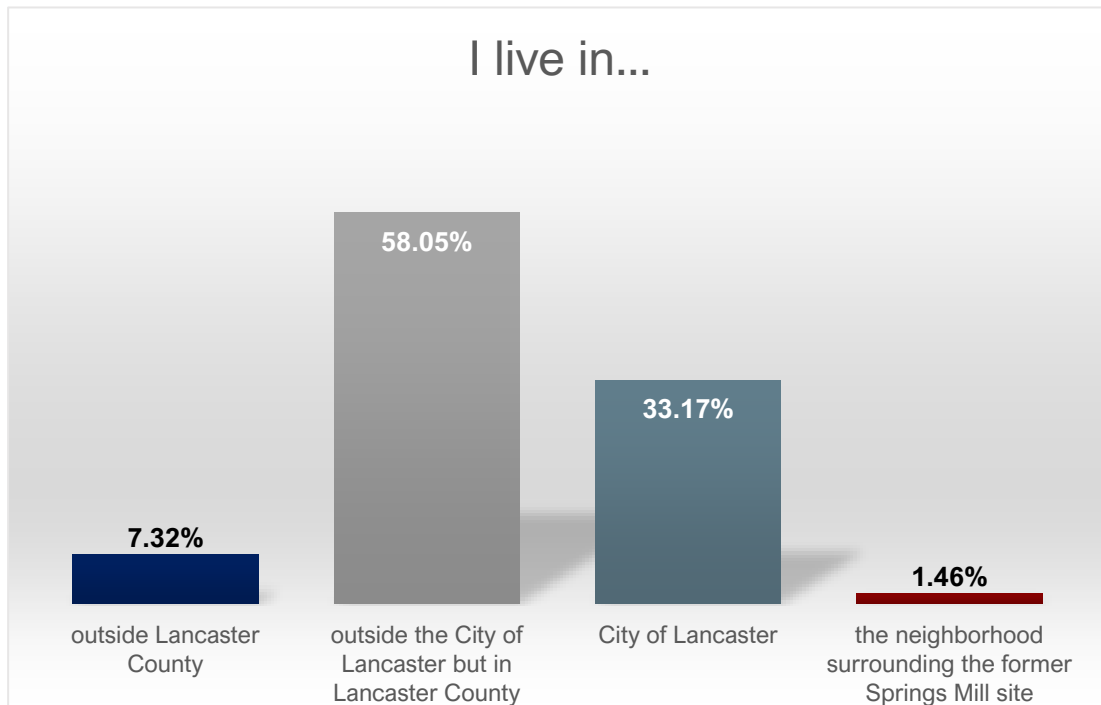 I live in...
58.05%
33.17%
7.32%
1.46%
outside Lancaster
County
outside the City of
Lancaster but in
Lancaster County
City of Lancaster
the neighborhood
surrounding the former
Springs Mill site